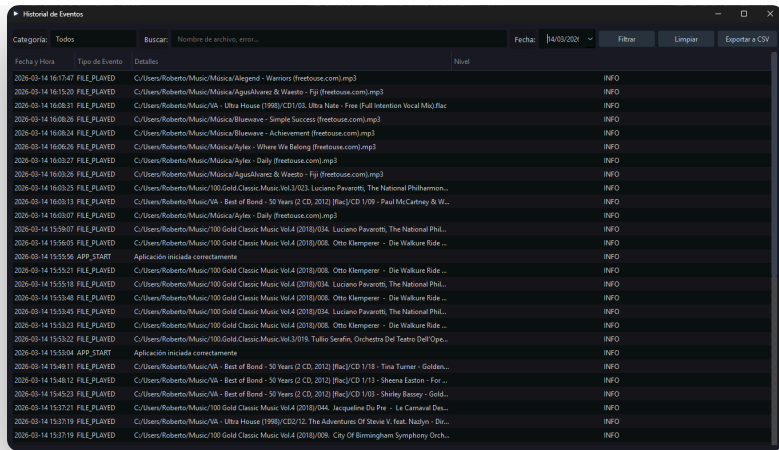 Historial de Eventos
Categoría: Todos Buscar: Nombre de archivo, error... Fecha: 14/03/202 Filtrar Limpiar Exportar a CSV
Fecha y Hora Tipo de Evento Detalles Nivel
2026-03-14 16:17:47 FILE_PLAYED C:/Users/Roberto/Music/Música/Alegend - Warriors (freetouse.com).mp3 INFO
2026-03-14 16:15:20 FILE_PLAYED C:/Users/Roberto/Music/Música/AgusAlvarez & Waesto - Fiji (freetouse.com).mp3 INFO
2026-03-14 16:08:31 FILE_PLAYED C:/Users/Roberto/Music/VA - Ultra House (1998)/CD1/03. Ultra Nate - Free (Full Intention Vocal Mix).flac INFO
2026-03-14 16:08:26 FILE_PLAYED C:/Users/Roberto/Music/Música/Bluewave - Simple Success (freetouse.com).mp3 INFO
2026-03-14 16:08:24 FILE_PLAYED C:/Users/Roberto/Music/Música/Bluewave - Achievement (freetouse.com).mp3 INFO
2026-03-14 16:06:26 FILE_PLAYED C:/Users/Roberto/Music/Música/Aylex - Where We Belong (freetouse.com).mp3 INFO
2026-03-14 16:03:27 FILE_PLAYED C:/Users/Roberto/Music/Música/Aylex - Daily (freetouse.com).mp3 INFO
2026-03-14 16:03:26 FILE_PLAYED C:/Users/Roberto/Music/Música/AgusAlvarez & Waesto - Fiji (freetouse.com).mp3 INFO
2026-03-14 16:03:25 FILE_PLAYED C:/Users/Roberto/Music/100.Gold.Classic.Music.Vol.3/023. Luciano Pavarotti, The National Philharmon... INFO
2026-03-14 16:03:13 FILE_PLAYED C:/Users/Roberto/Music/VA - Best of Bond - 50 Years (2 CD, 2012) [flac]/CD 1/09 - Paul McCartney & W... INFO
2026-03-14 16:03:07 FILE_PLAYED C:/Users/Roberto/Music/Música/Aylex - Daily (freetouse.com).mp3 INFO
2026-03-14 15:59:07 FILE_PLAYED C:/Users/Roberto/Music/100 Gold Classic Music Vol.4 (2018)/034. Luciano Pavarotti, The National Phil... INFO
2026-03-14 15:56:05 FILE_PLAYED C:/Users/Roberto/Music/100 Gold Classic Music Vol.4 (2018)/008. Otto Klemperer - Die Walkure Ride ... INFO
2026-03-14 15:55:56 APP_START Aplicación iniciada correctamente INFO
2026-03-14 15:55:21 FILE_PLAYED C:/Users/Roberto/Music/100 Gold Classic Music Vol.4 (2018)/008. Otto Klemperer - Die Walkure Ride ... INFO
2026-03-14 15:55:18 FILE_PLAYED C:/Users/Roberto/Music/100 Gold Classic Music Vol.4 (2018)/034. Luciano Pavarotti, The National Phil... INFO
2026-03-14 15:53:48 FILE_PLAYED C:/Users/Roberto/Music/100 Gold Classic Music Vol.4 (2018)/008. Otto Klemperer - Die Walkure Ride ... INFO
2026-03-14 15:53:45 FILE_PLAYED C:/Users/Roberto/Music/100 Gold Classic Music Vol.4 (2018)/034. Luciano Pavarotti, The National Phil... INFO
2026-03-14 15:53:23 FILE_PLAYED C:/Users/Roberto/Music/100 Gold Classic Music Vol.4 (2018)/008. Otto Klemperer - Die Walkure Ride ... INFO
2026-03-14 15:53:22 FILE_PLAYED C:/Users/Roberto/Music/100.Gold.Classic.Music.Vol.3/019. Tullio Serafin, Orchestra Del Teatro Dell'Ope... INFO
2026-03-14 15:53:04 APP_START Aplicación iniciada correctamente INFO
2026-03-14 15:49:11 FILE_PLAYED C:/Users/Roberto/Music/VA - Best of Bond - 50 Years (2 CD, 2012) [flac]/CD 1/18 - Tina Turner - Golden... INFO
2026-03-14 15:48:12 FILE_PLAYED C:/Users/Roberto/Music/VA - Best of Bond - 50 Years (2 CD, 2012) [flac]/CD 1/13 - Sheena Easton - For ... INFO
2026-03-14 15:45:23 FILE_PLAYED C:/Users/Roberto/Music/VA - Best of Bond - 50 Years (2 CD, 2012) [flac]/CD 1/03 - Shirley Bassey - Gold... INFO
2026-03-14 15:37:21 FILE_PLAYED C:/Users/Roberto/Music/100 Gold Classic Music Vol.4 (2018)/044. Jacqueline Du Pre - Le Carnaval Des... INFO
2026-03-14 15:37:19 FILE_PLAYED C:/Users/Roberto/Music/VA - Ultra House (1998)/CD2/12. The Adventures Of Stevie V. feat. Nazlyn - Dir... INFO
2026-03-14 15:37:19 FILE_PLAYED C:/Users/Roberto/Music/100 Gold Classic Music Vol.4 (2018)/009. City Of Birmingham Symphony Orch... INFO